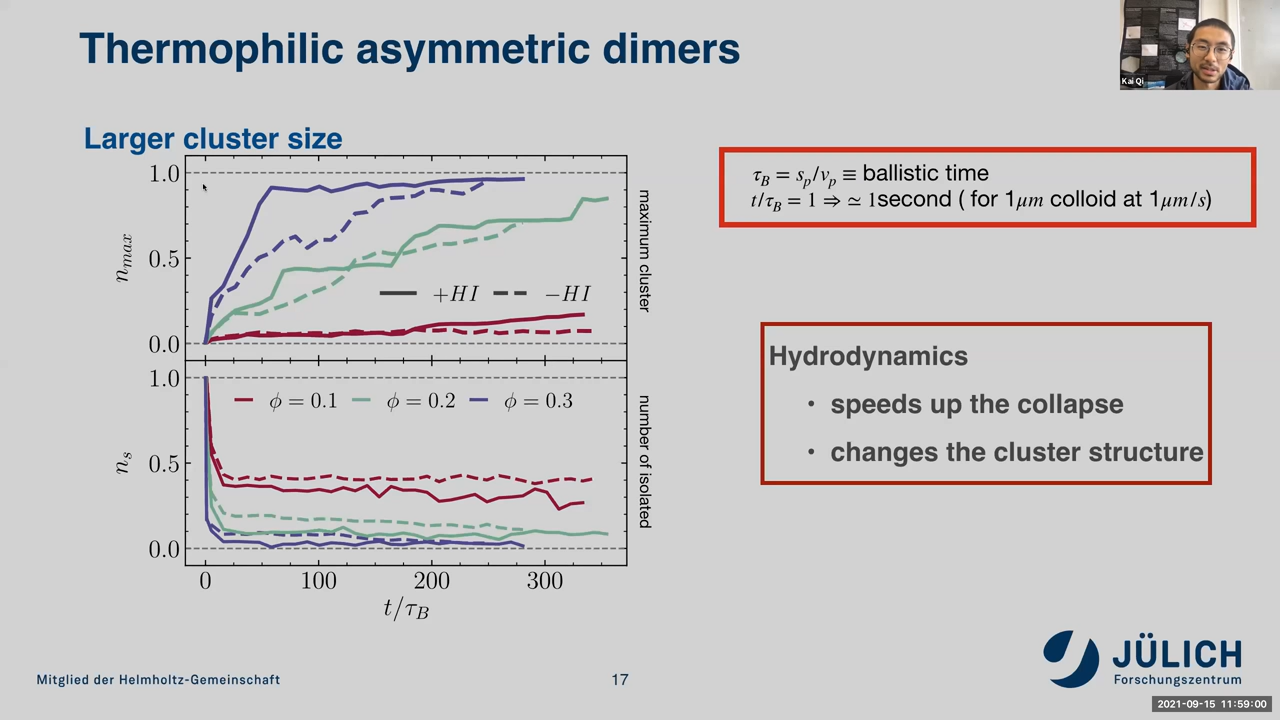 Thermophilic asymmetric dimers
Kai Qi
Larger cluster size
1.0
0.5
0.0
n_max
+HI
−HI
maximum cluster
1.0
0.5
0.0
n_s
ϕ = 0.1
ϕ = 0.2
ϕ = 0.3
number of isolated
0
100
200
300
t/τ_B
τ_B = s_p/v_p ≡ ballistic time
t/τ_B = 1 ⇒ ≃ 1second ( for 1μm colloid at 1μm/s)
Hydrodynamics
• speeds up the collapse
• changes the cluster structure
Mitglied der Helmholtz-Gemeinschaft
17
JÜLICH
Forschungszentrum
2021-09-15 11:59:00